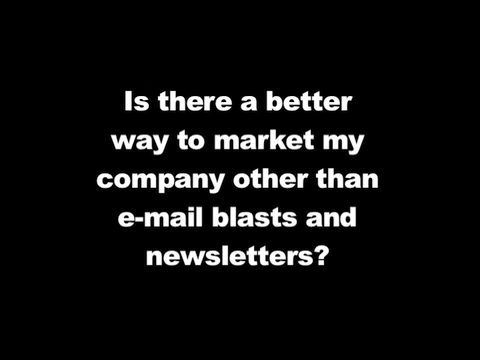 Is there a better
way to market my
company other than
e-mail blasts and
newsletters?